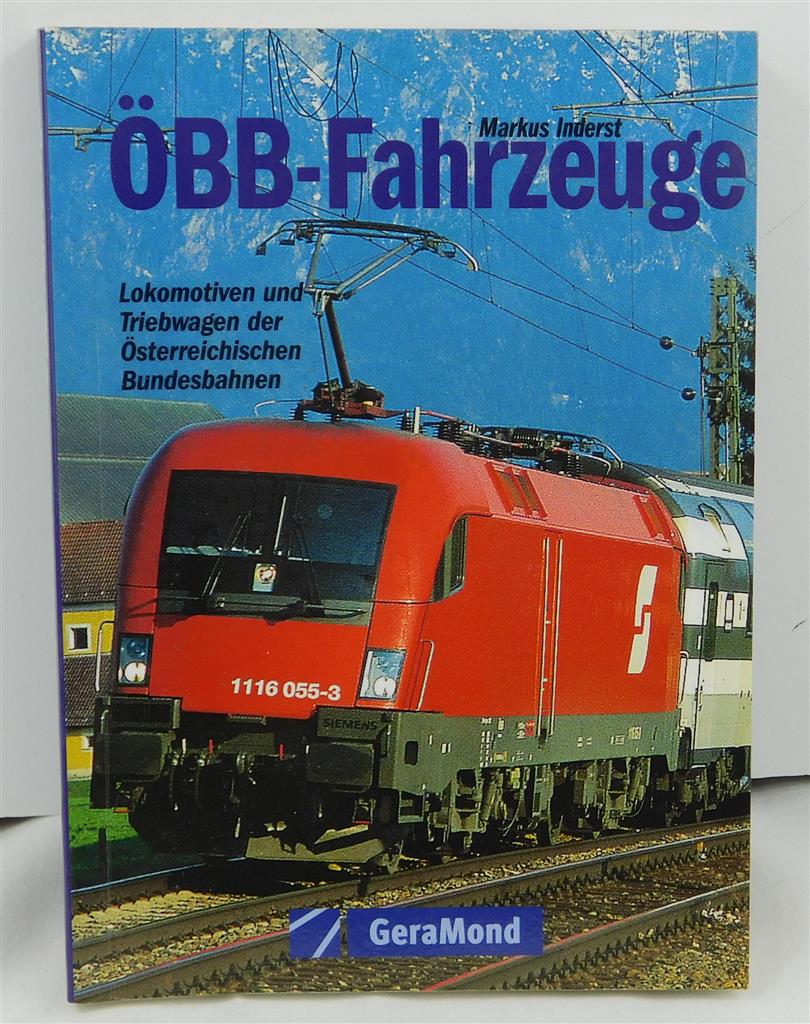 Markus Inderst
ÖBB-Fahrzeuge
Lokomotiven und
Triebwagen der
Österreichischen
Bundesbahnen
1116 055-3
SIEMENS
GeraMond